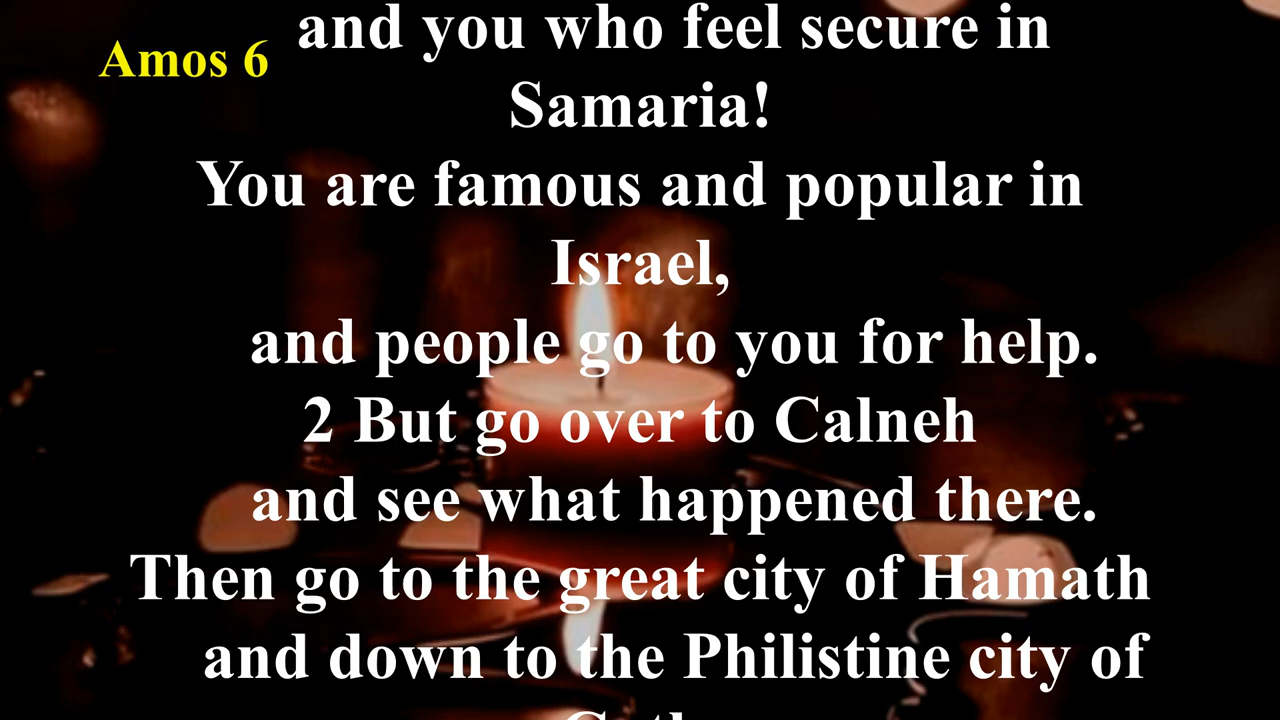 Amos 6
and you who feel secure in
Samaria!
You are famous and popular in
Israel,
and people go to you for help.
2 But go over to Calneh
and see what happened there.
Then go to the great city of Hamath
and down to the Philistine city of